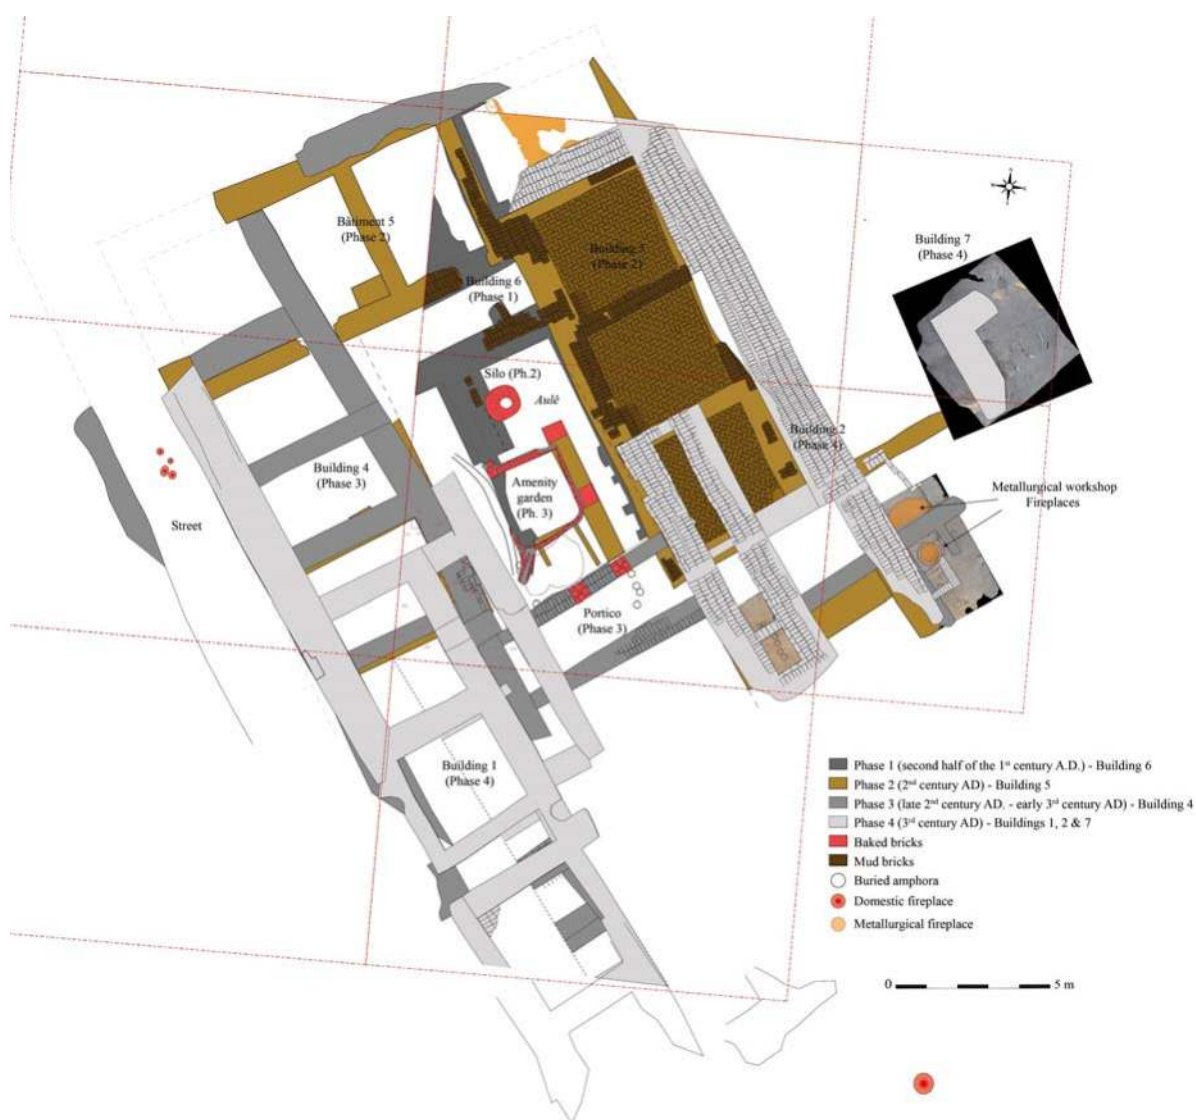 Bâtiment 5
(Phase 2)
Building 5
(Phase 2)
Building 7
(Phase 4)
Building 6
(Phase 1)
Silo (Ph.2)
Aulè
Building 2
(Phase 4)
Building 4
(Phase 3)
Amenity
garden
(Ph. 3)
Metallurgical workshop
Fireplaces
Street
Portico
(Phase 3)
Building 1
(Phase 4)
Phase 1 (second half of the 1st century A.D.) - Building 6
Phase 2 (2nd century AD) - Building 5
Phase 3 (late 2nd century AD. - early 3rd century AD) - Building 4
Phase 4 (3rd century AD) - Buildings 1, 2 & 7
Baked bricks
Mud bricks
Buried amphora
Domestic fireplace
Metallurgical fireplace
0 5 m